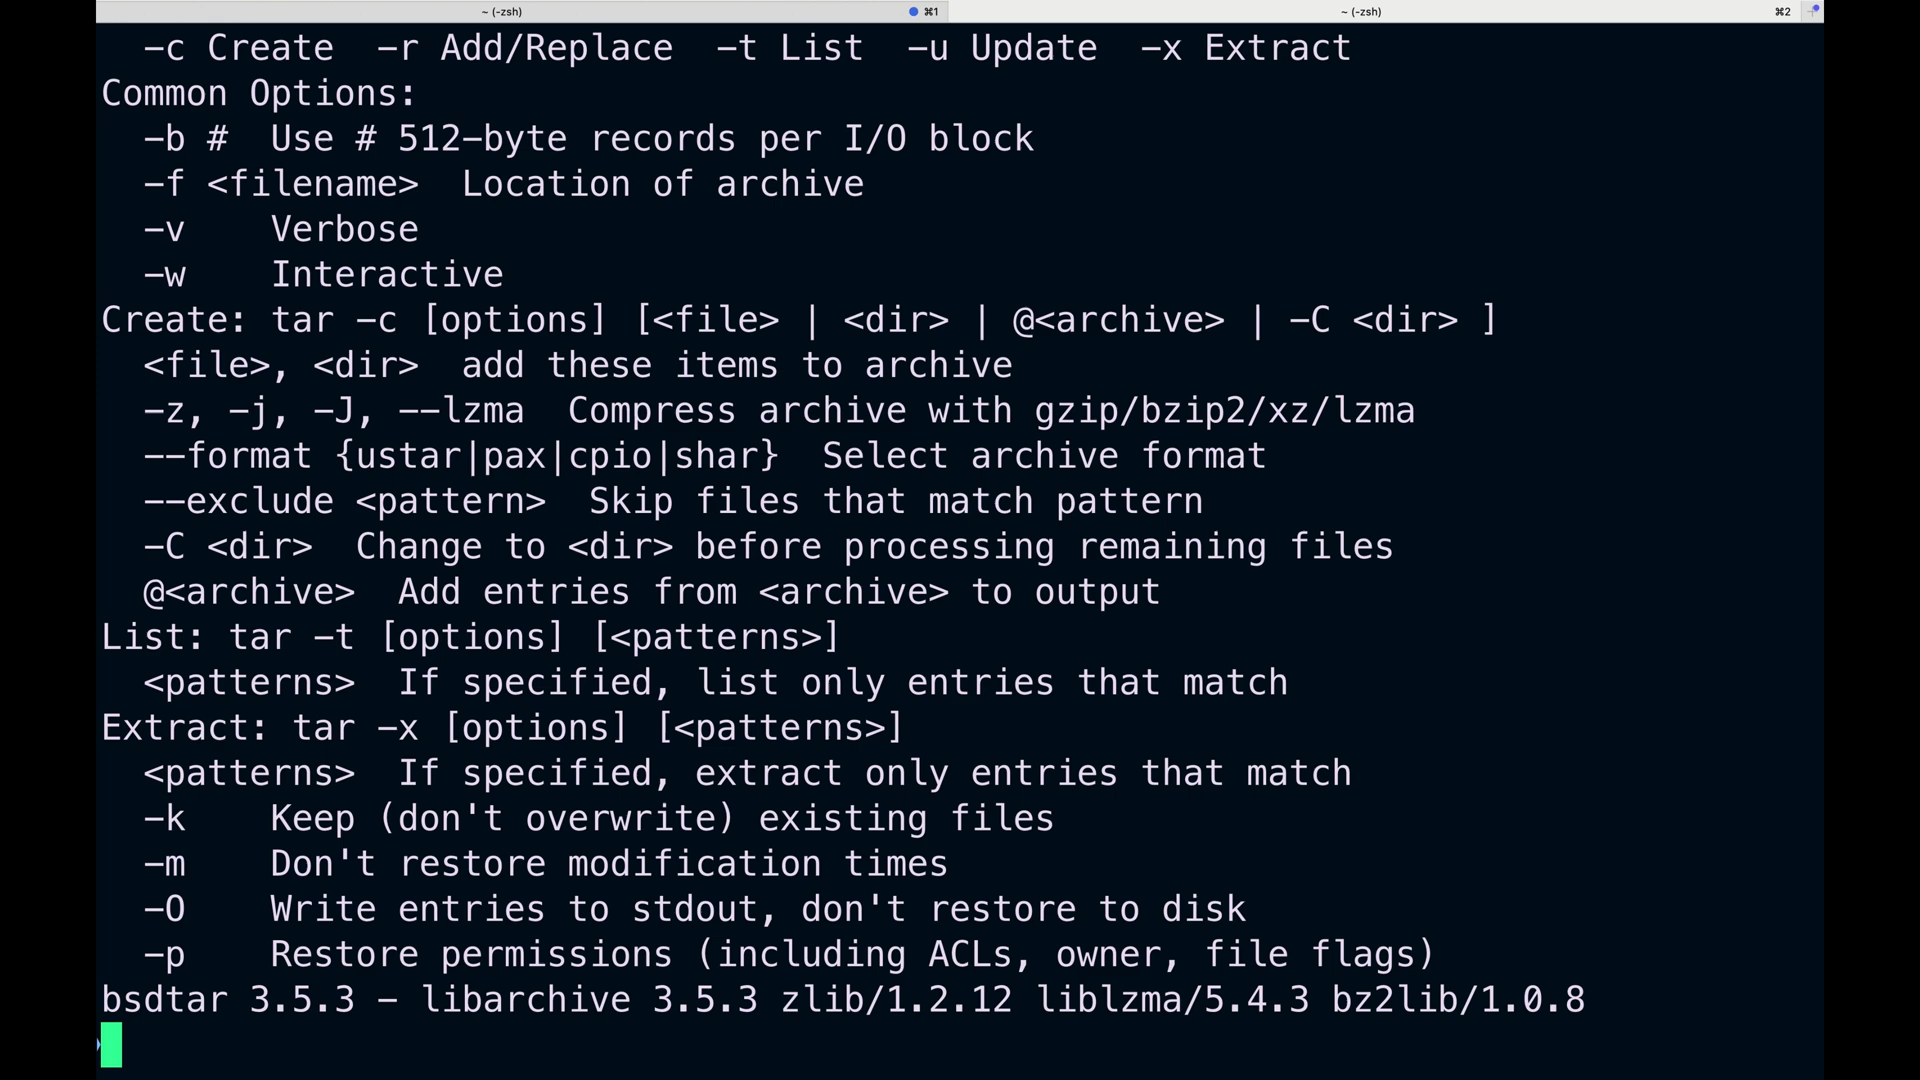 ~ (-zsh) ⌘1 ~ (-zsh) ⌘2
-c Create -r Add/Replace -t List -u Update -x Extract
Common Options:
-b # Use # 512-byte records per I/O block
-f <filename> Location of archive
-v Verbose
-w Interactive
Create: tar -c [options] [<file> | <dir> | @<archive> | -C <dir> ]
<file>, <dir> add these items to archive
-z, -j, -J, --lzma Compress archive with gzip/bzip2/xz/lzma
--format {ustar|pax|cpio|shar} Select archive format
--exclude <pattern> Skip files that match pattern
-C <dir> Change to <dir> before processing remaining files
@<archive> Add entries from <archive> to output
List: tar -t [options] [<patterns>]
<patterns> If specified, list only entries that match
Extract: tar -x [options] [<patterns>]
<patterns> If specified, extract only entries that match
-k Keep (don't overwrite) existing files
-m Don't restore modification times
-O Write entries to stdout, don't restore to disk
-p Restore permissions (including ACLs, owner, file flags)
bsdtar 3.5.3 - libarchive 3.5.3 zlib/1.2.12 liblzma/5.4.3 bz2lib/1.0.8